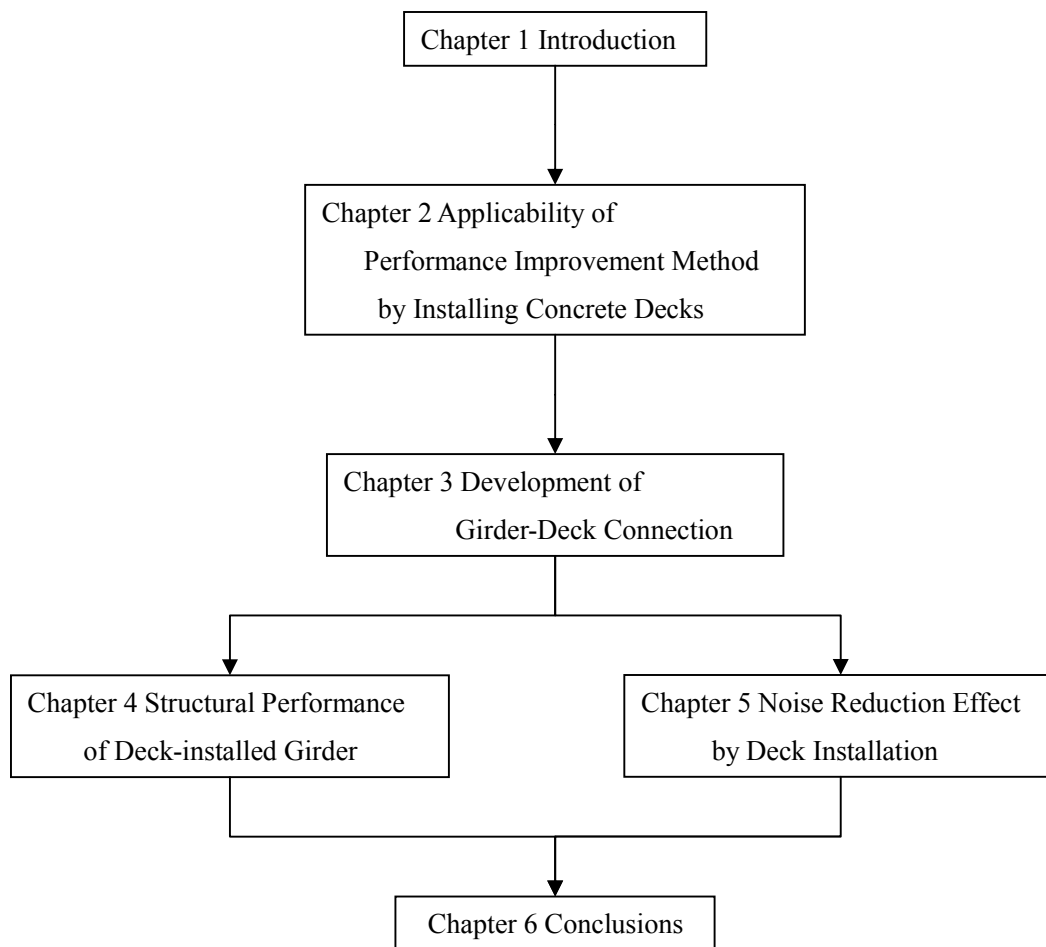 Chapter 1 Introduction
Chapter 2 Applicability of
Performance Improvement Method
by Installing Concrete Decks
Chapter 3 Development of
Girder-Deck Connection
Chapter 4 Structural Performance
of Deck-installed Girder
Chapter 5 Noise Reduction Effect
by Deck Installation
Chapter 6 Conclusions